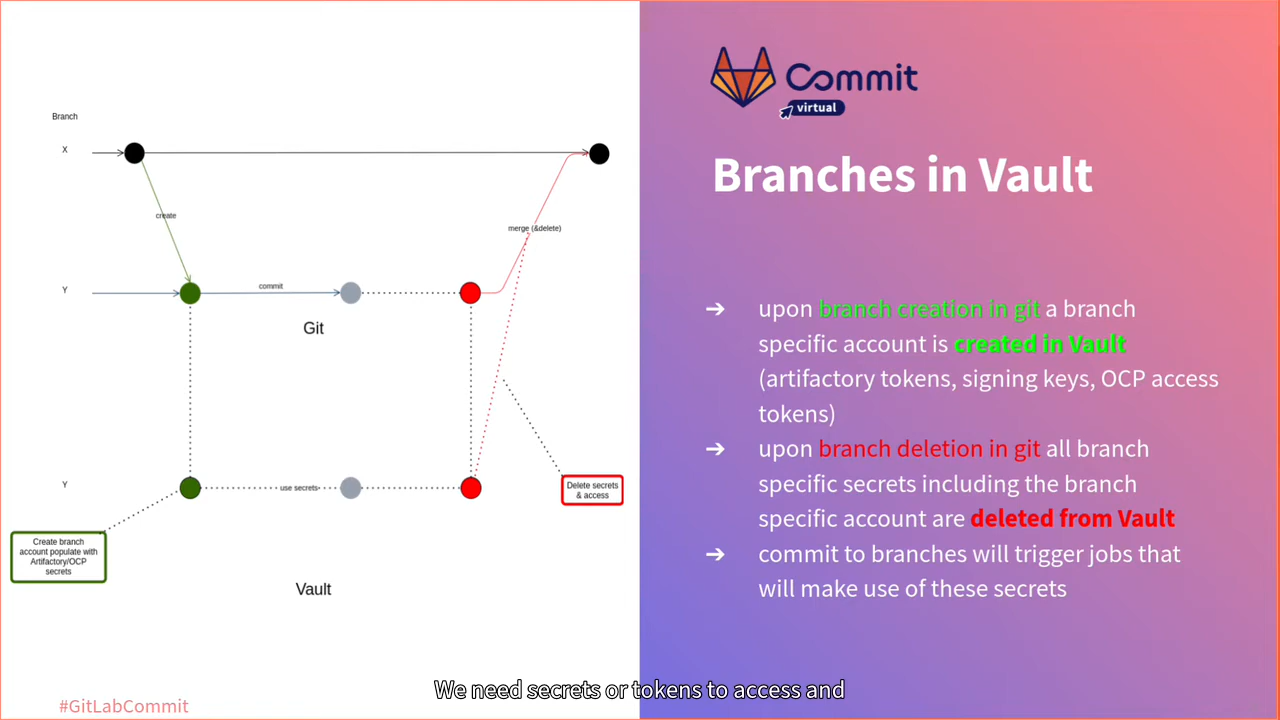 Branch
X
create
merge (&delete)
Y
commit
Git
Y
use secrets
Delete secrets
& access
Create branch
account populate with
Artifactory/OCP
secrets
Vault
#GitLabCommit
Commit
virtual
Branches in Vault
➔ upon branch creation in git a branch
specific account is created in Vault
(artifactory tokens, signing keys, OCP access
tokens)
➔ upon branch deletion in git all branch
specific secrets including the branch
specific account are deleted from Vault
➔ commit to branches will trigger jobs that
will make use of these secrets
We need secrets or tokens to access and